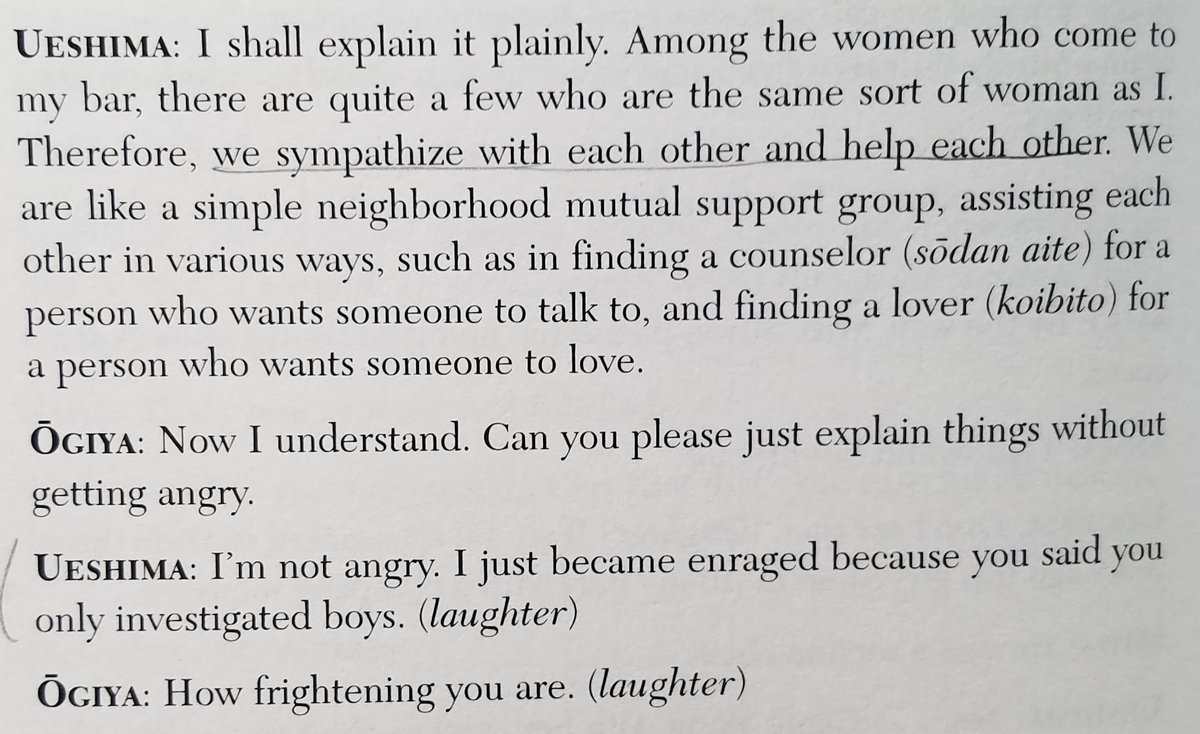 UESHIMA: I shall explain it plainly. Among the women who come to
my bar, there are quite a few who are the same sort of woman as I.
Therefore, we sympathize with each other and help each other. We
are like a simple neighborhood mutual support group, assisting each
other in various ways, such as in finding a counselor (sōdan aite) for a
person who wants someone to talk to, and finding a lover (koibito) for
a person who wants someone to love.
ŌGIYA: Now I understand. Can you please just explain things without
getting angry.
UESHIMA: I'm not angry. I just became enraged because you said you
only investigated boys. (laughter)
ŌGIYA: How frightening you are. (laughter)